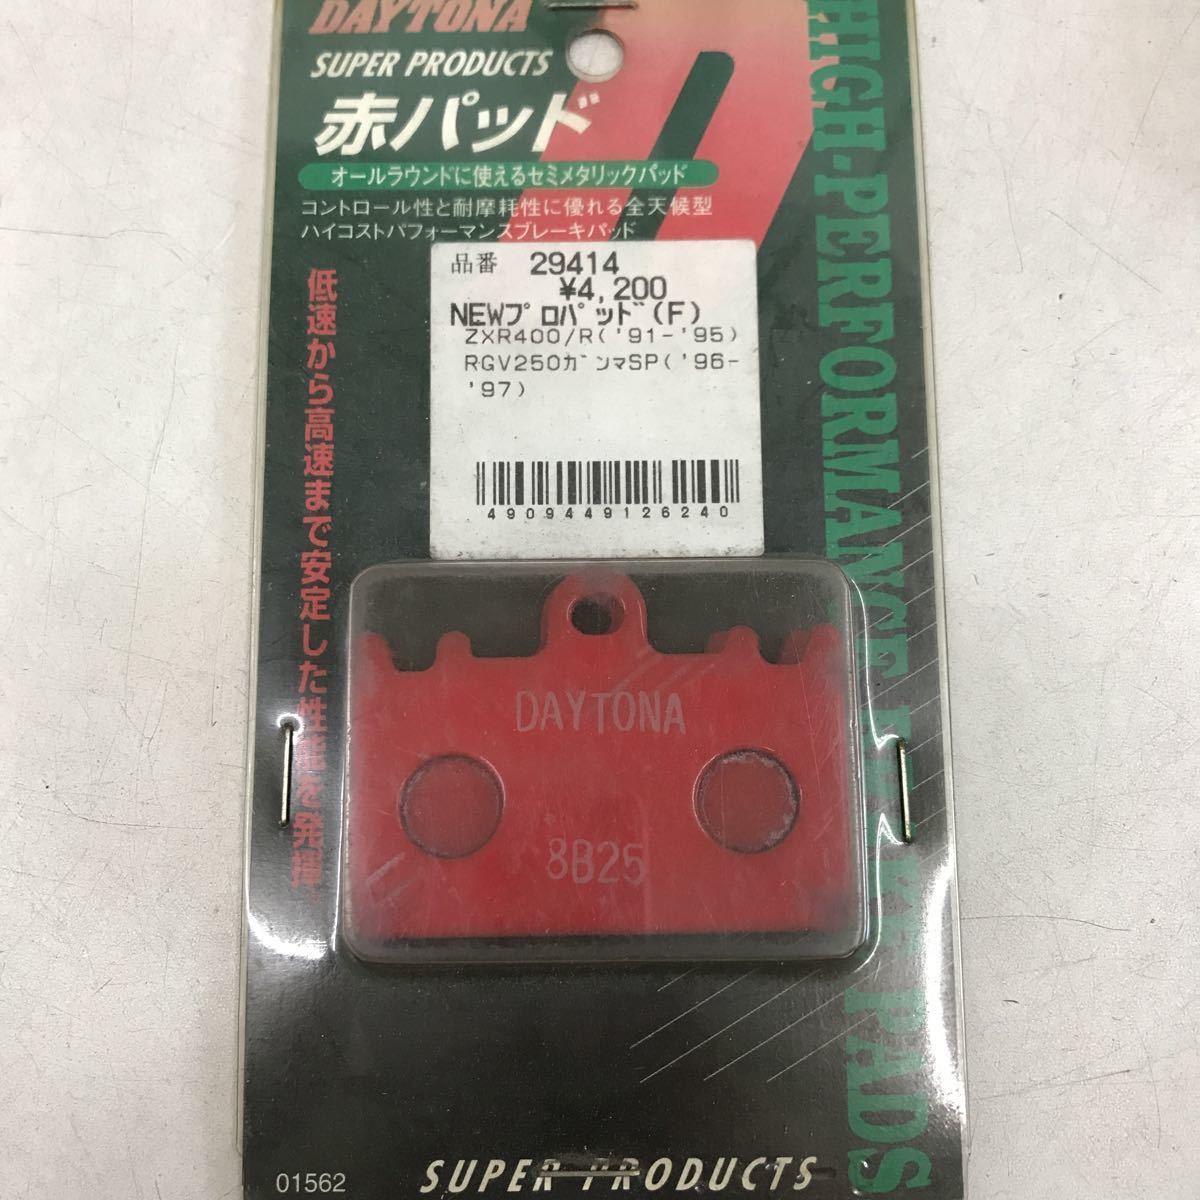 DAYTONA
SUPER PRODUCTS
赤パッド
オールラウンドに使えるセミメタリックパッド
コントロール性と耐摩耗性に優れる全天候型
ハイコストパフォーマンスブレーキパッド
品番 29414
¥4,200
NEWプロパッド(F)
ZXR400/R('91-'95)
RGV250ガンマSP('96-
'97)
4909449126240
低速から高速まで安定した性能を発揮。
HIGH-PERFORMANCE BRAKE PADS
DAYTONA
8B25
01562
SUPER PRODUCTS